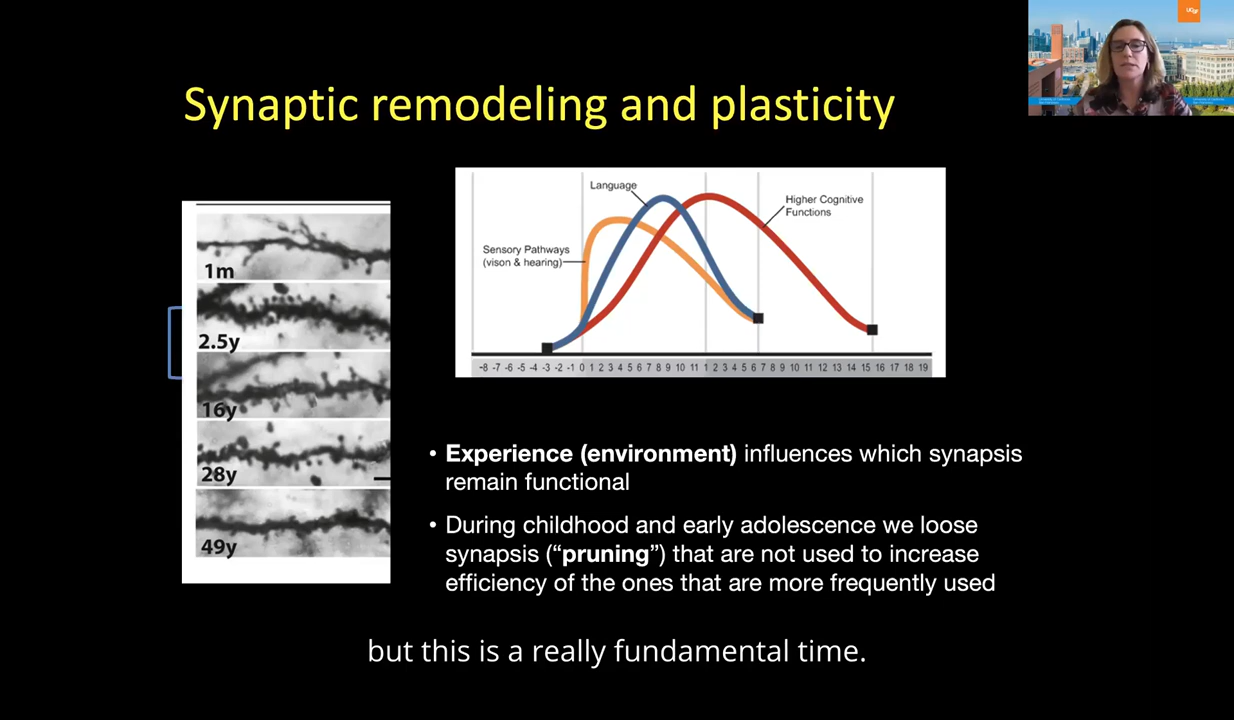 UCSF
Synaptic remodeling and plasticity
Language
Higher Cognitive
Functions
Sensory Pathways
(vison & hearing)
-8 -7 -6 -5 -4 -3 -2 -1 0 1 2 3 4 5 6 7 8 9 10 11 1 2 3 4 5 6 7 8 9 10 11 12 13 14 15 16 17 18 19
1m
2.5y
16y
28y
49y
• Experience (environment) influences which synapsis
remain functional
• During childhood and early adolescence we loose
synapsis (“pruning”) that are not used to increase
efficiency of the ones that are more frequently used
but this is a really fundamental time.